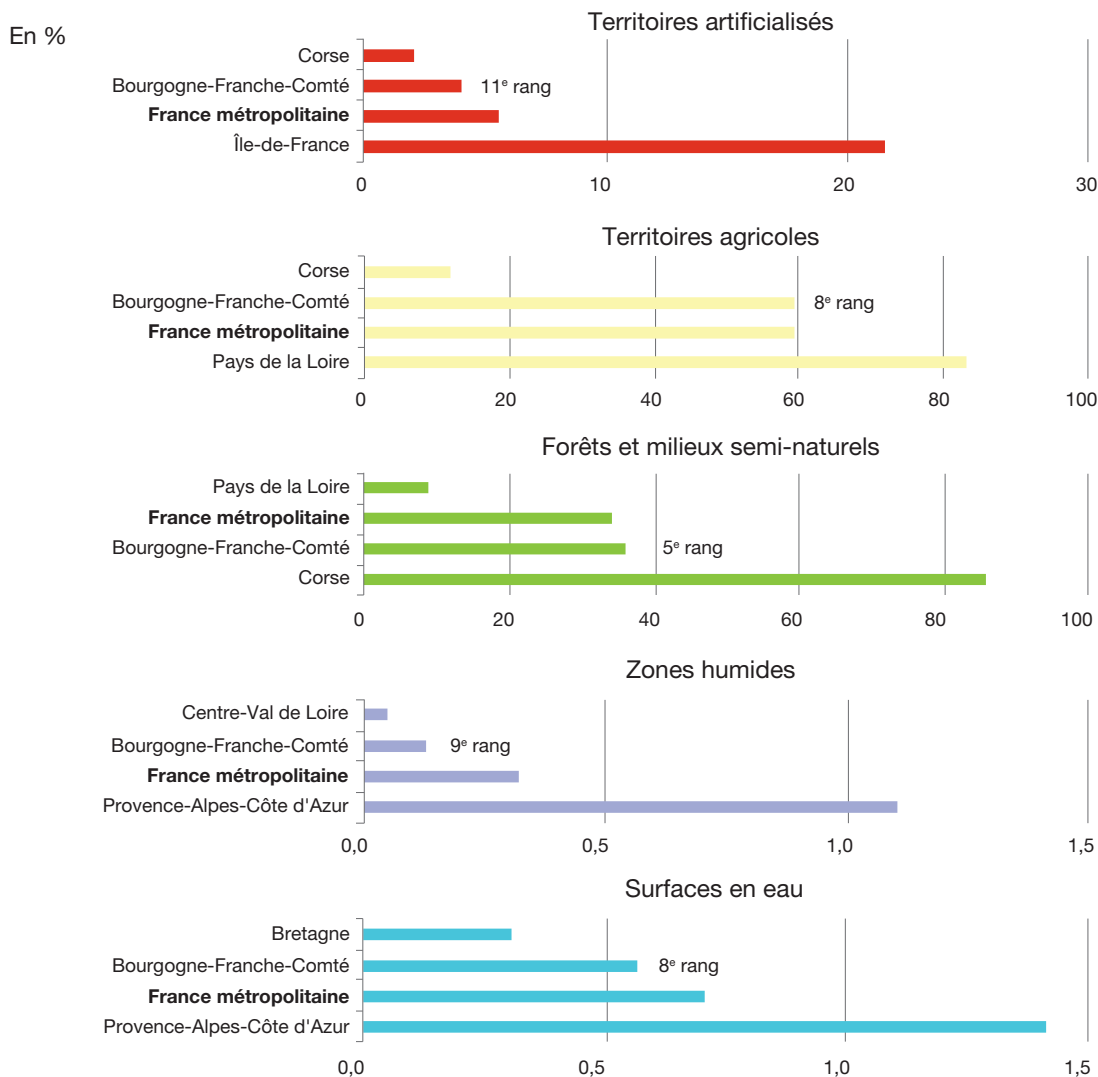 En %
Territoires artificialisés
Corse
Bourgogne-Franche-Comté 11e rang
France métropolitaine
Île-de-France
0 10 20 30
Territoires agricoles
Corse
Bourgogne-Franche-Comté 8e rang
France métropolitaine
Pays de la Loire
0 20 40 60 80 100
Forêts et milieux semi-naturels
Pays de la Loire
France métropolitaine
Bourgogne-Franche-Comté 5e rang
Corse
0 20 40 60 80 100
Zones humides
Centre-Val de Loire
Bourgogne-Franche-Comté 9e rang
France métropolitaine
Provence-Alpes-Côte d'Azur
0,0 0,5 1,0 1,5
Surfaces en eau
Bretagne
Bourgogne-Franche-Comté 8e rang
France métropolitaine
Provence-Alpes-Côte d'Azur
0,0 0,5 1,0 1,5